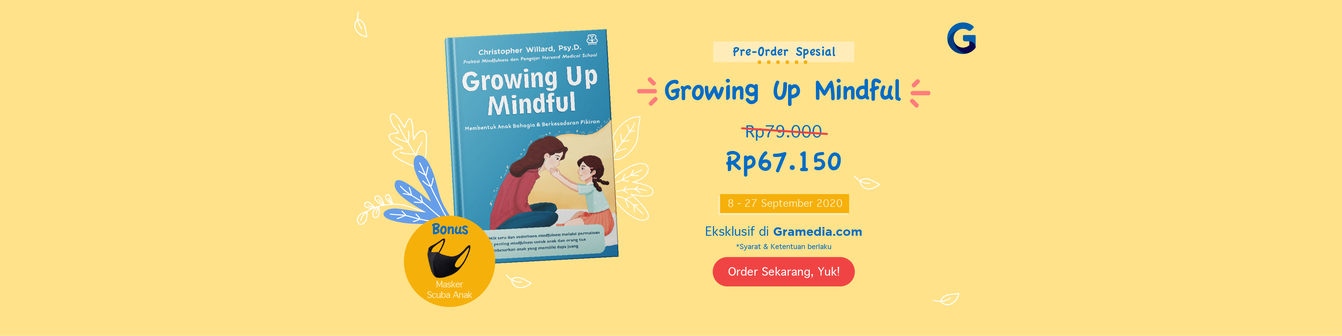 Christopher Willard, Psy.D.
Praktisi Mindfulness dan Pengajar Harvard Medical School
Growing Up
Mindful
Membentuk Anak Bahagia & Berkesadaran Pikiran
Bonus
Masker
Scuba Anak
G
Pre-Order Spesial
Growing Up Mindful
Rp79.000
Rp67.150
8 - 27 September 2020
Eksklusif di Gramedia.com
*Syarat & Ketentuan berlaku
Order Sekarang, Yuk!